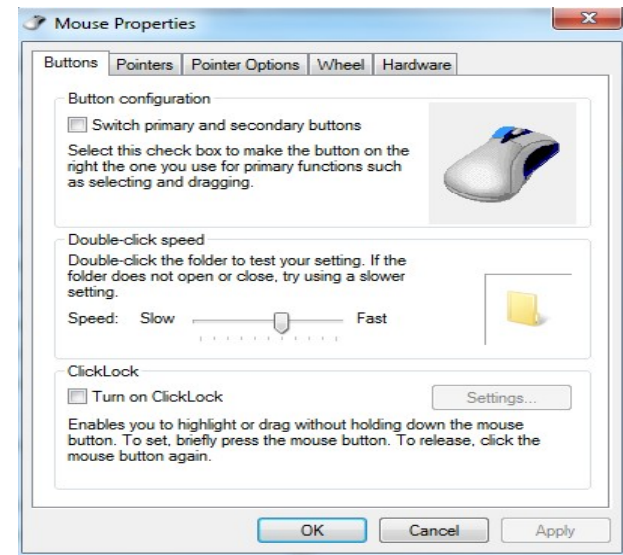 Mouse Properties
Buttons Pointers Pointer Options Wheel Hardware
Button configuration
Switch primary and secondary buttons
Select this check box to make the button on the
right the one you use for primary functions such
as selecting and dragging.
Double-click speed
Double-click the folder to test your setting. If the
folder does not open or close, try using a slower
setting.
Speed: Slow Fast
ClickLock
Turn on ClickLock Settings...
Enables you to highlight or drag without holding down the mouse
button. To set, briefly press the mouse button. To release, click the
mouse button again.
OK Cancel Apply